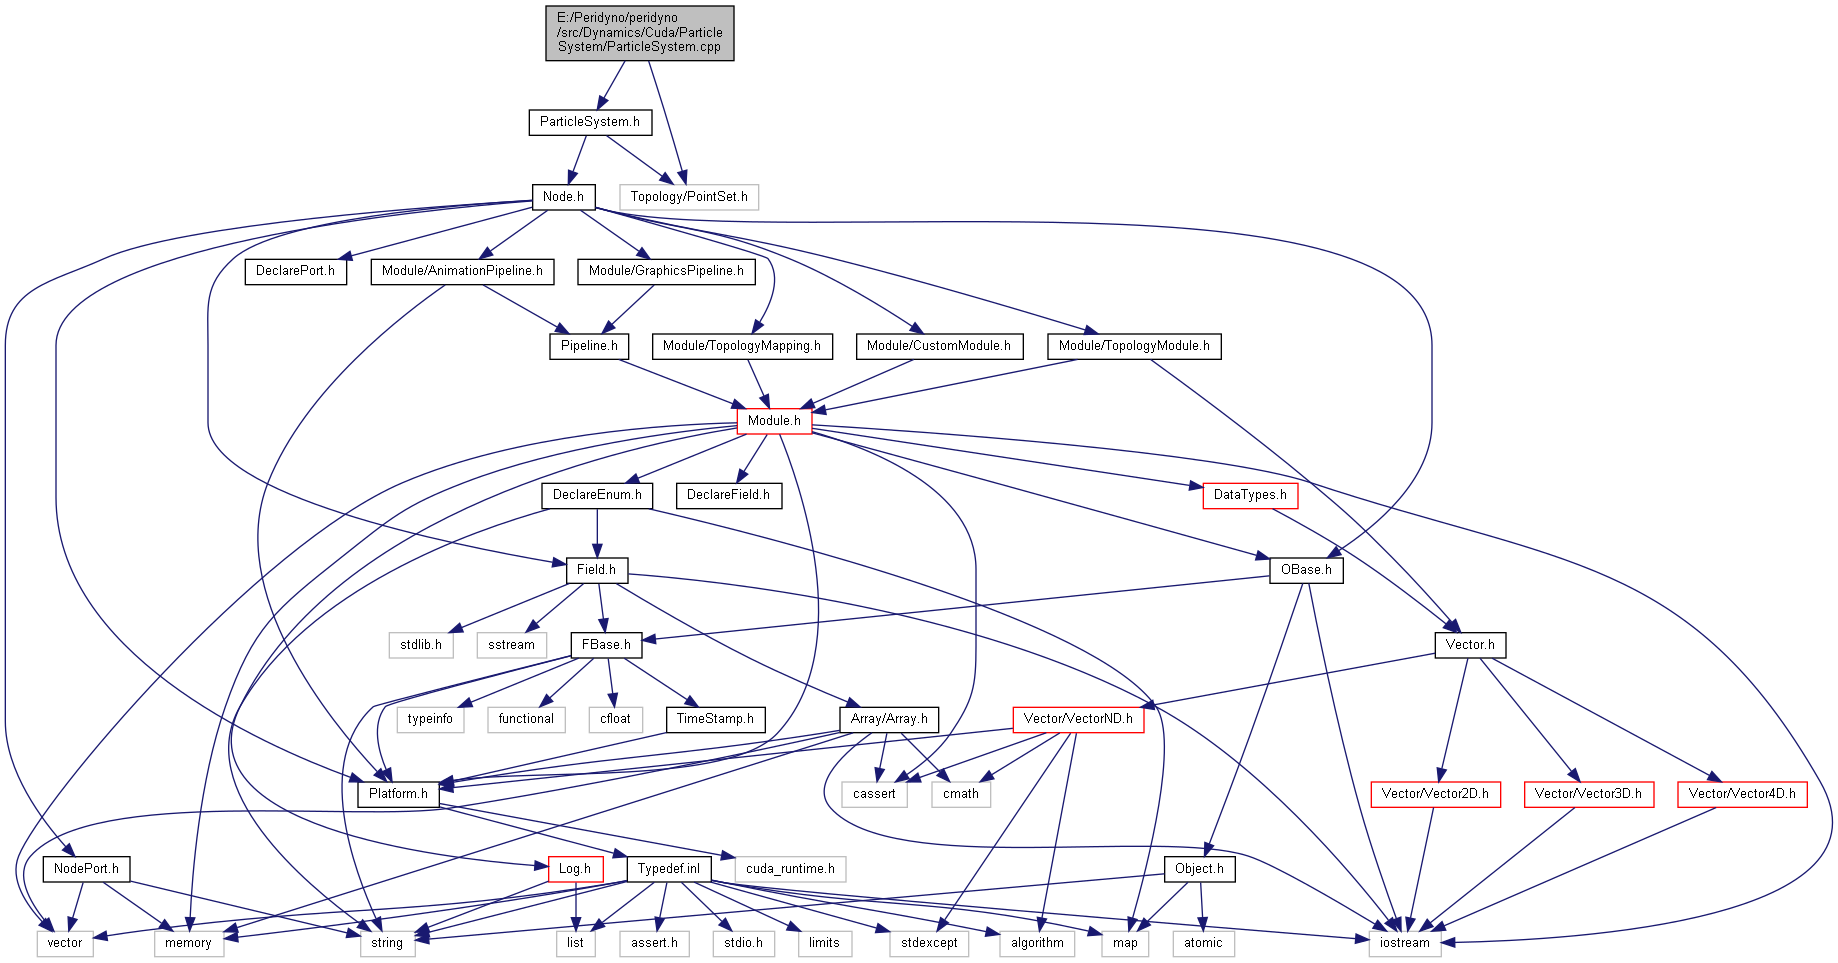 E:/Peridyno/peridyno
/src/Dynamics/Cuda/Particle
System/ParticleSystem.cpp
ParticleSystem.h
Node.h
Topology/PointSet.h
DeclarePort.h
Module/AnimationPipeline.h
Module/GraphicsPipeline.h
Pipeline.h
Module/TopologyMapping.h
Module/CustomModule.h
Module/TopologyModule.h
Module.h
DeclareEnum.h
DeclareField.h
DataTypes.h
Field.h
OBase.h
stdlib.h
sstream
FBase.h
Vector.h
typeinfo
functional
cfloat
TimeStamp.h
Array/Array.h
Vector/VectorND.h
Platform.h
cassert
cmath
Vector/Vector2D.h
Vector/Vector3D.h
Vector/Vector4D.h
NodePort.h
Log.h
Typedef.inl
cuda_runtime.h
Object.h
vector
memory
string
list
assert.h
stdio.h
limits
stdexcept
algorithm
map
atomic
iostream